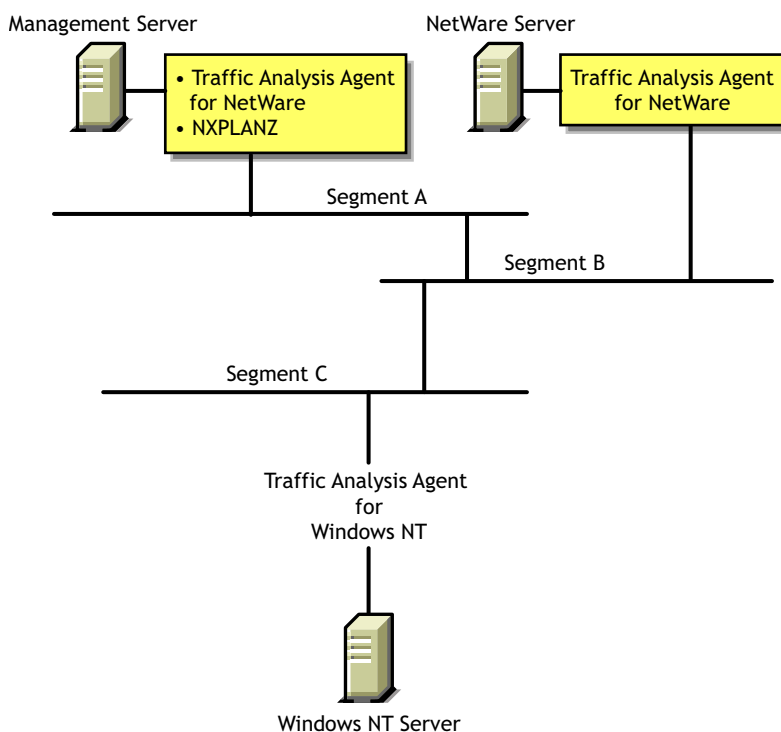 Management Server
NetWare Server
• Traffic Analysis Agent
for NetWare
• NXPLANZ
Traffic Analysis Agent
for NetWare
Segment A
Segment B
Segment C
Traffic Analysis Agent
for
Windows NT
Windows NT Server